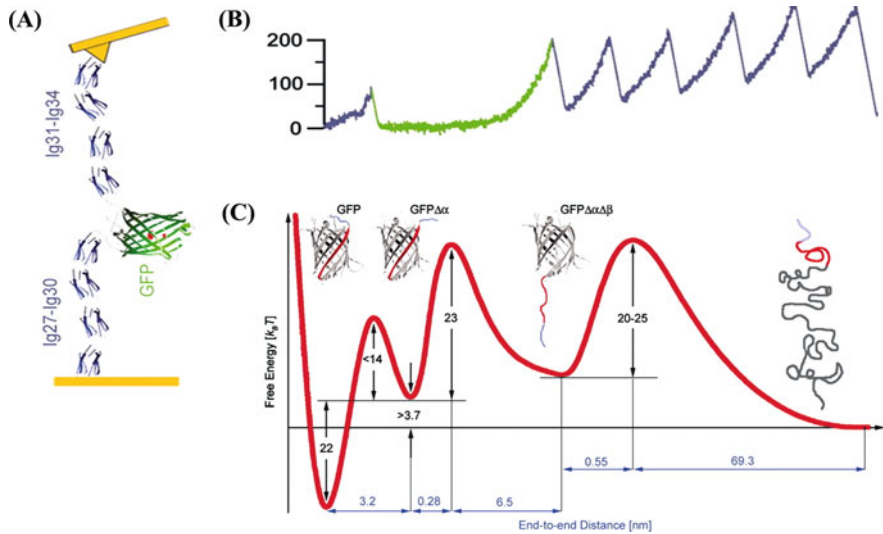 (A)
Ig31-Ig34
GFP
Ig27-Ig30
(B)
200
100
0
(C)
GFP
GFPΔα
GFPΔαΔβ
Free Energy [kBT]
<14
23
20-25
>3.7
22
3.2
0.28
6.5
0.55
69.3
End-to-end Distance [nm]